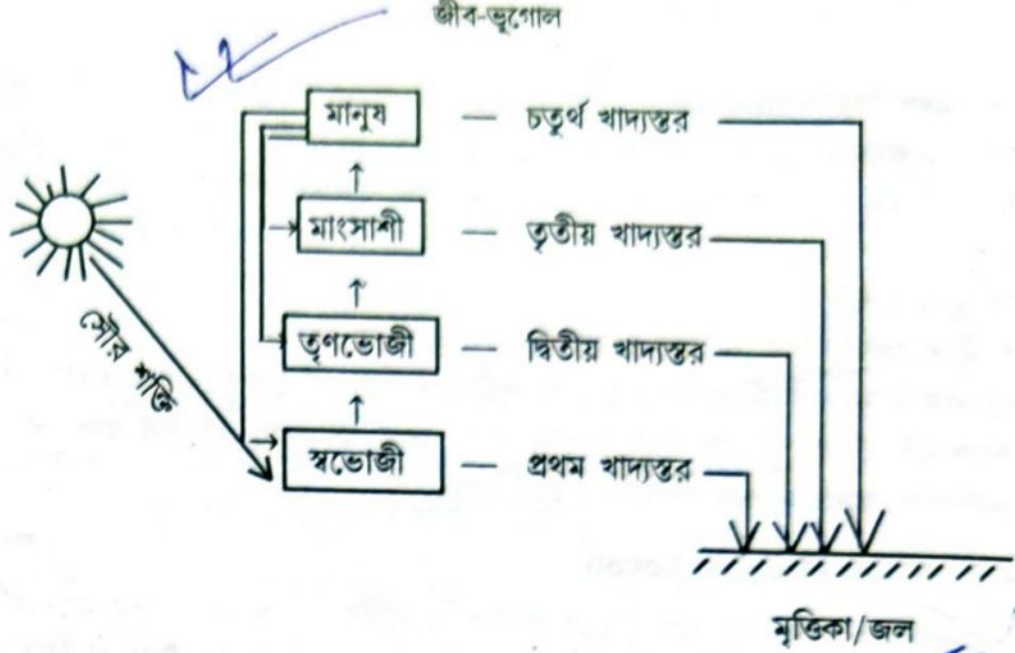 জীব-ভূগোল
মানুষ — চতুর্থ খাদ্যস্তর
মাংসাশী — তৃতীয় খাদ্যস্তর
তৃণভোজী — দ্বিতীয় খাদ্যস্তর
সৌর শক্তি
স্বভোজী — প্রথম খাদ্যস্তর
মৃত্তিকা/জল